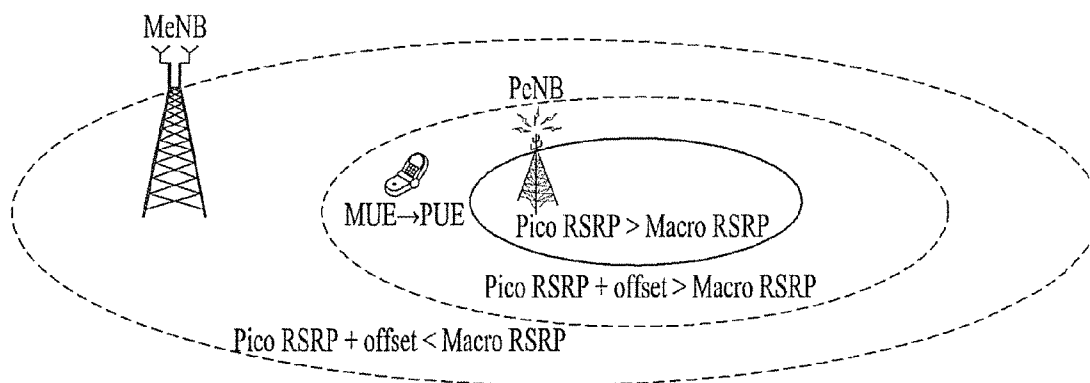 MeNB
PeNB
MUE→PUE
Pico RSRP > Macro RSRP
Pico RSRP + offset > Macro RSRP
Pico RSRP + offset < Macro RSRP